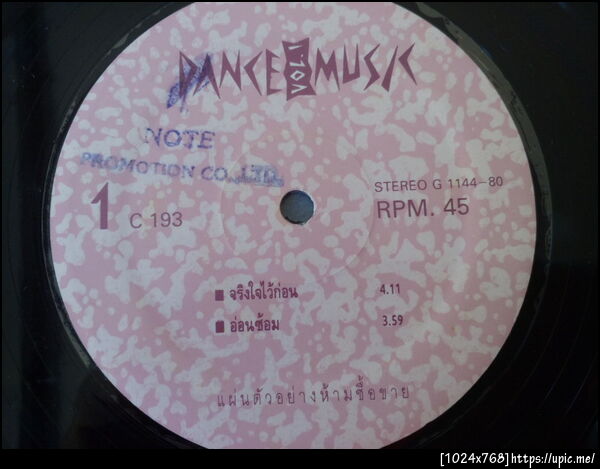 DANCE VOL.1 MUSIC
NOTE
PROMOTION CO.,LTD.
STEREO G 1144-80
1 C 193
RPM. 45
■ จริงใจไว้ก่อน 4.11
■ อ่อนซ้อม 3.59
แผ่นตัวอย่างห้ามซื้อขาย
[1024x768]https://upic.me/